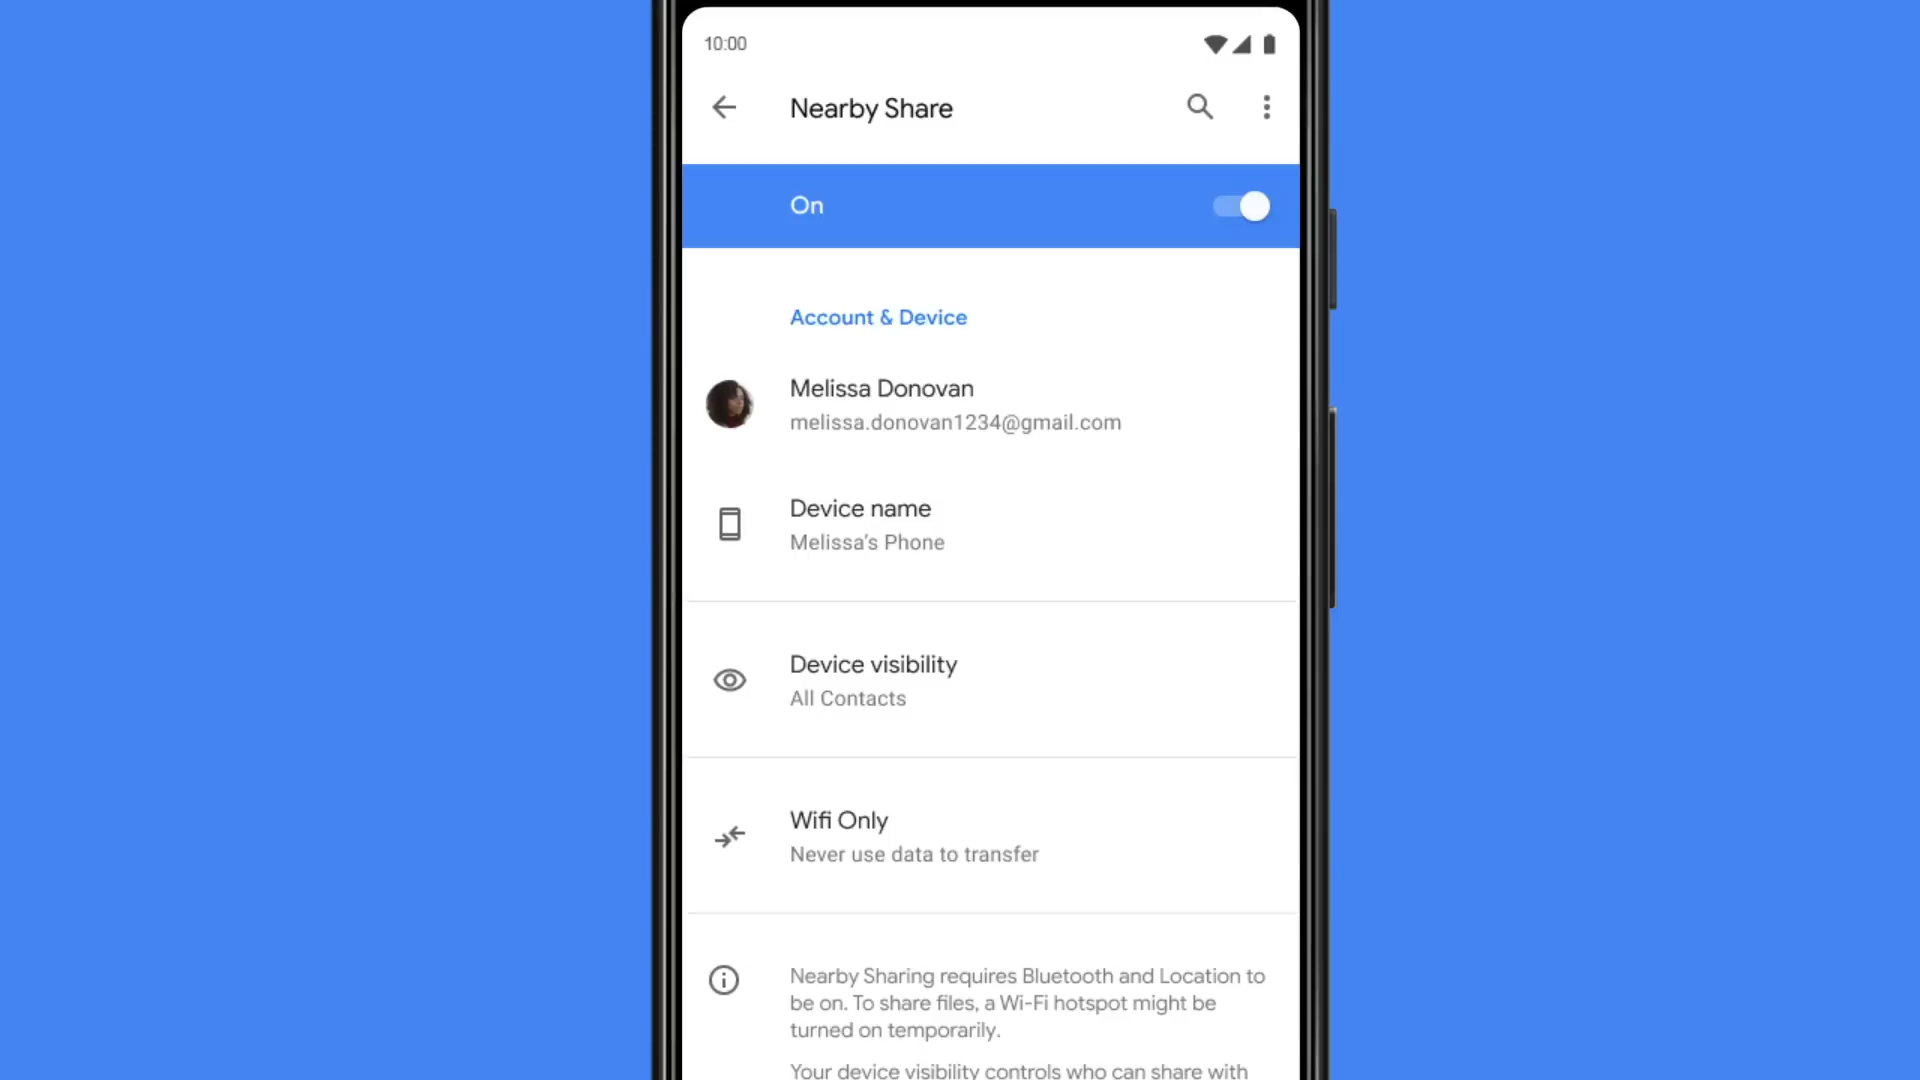 10:00
Nearby Share
On
Account & Device
Melissa Donovan
melissa.donovan1234@gmail.com
Device name
Melissa's Phone
Device visibility
All Contacts
Wifi Only
Never use data to transfer
Nearby Sharing requires Bluetooth and Location to
be on. To share files, a Wi-Fi hotspot might be
turned on temporarily.
Your device visibility controls who can share with